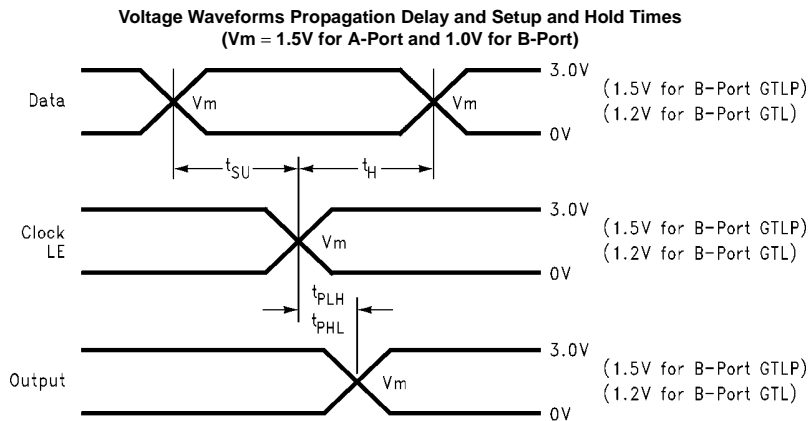 Voltage Waveforms Propagation Delay and Setup and Hold Times
(Vm = 1.5V for A-Port and 1.0V for B-Port)
Data
Vm
Vm
3.0V
0V
(1.5V for B-Port GTLP)
(1.2V for B-Port GTL)
tSU
tH
Clock
LE
Vm
3.0V
0V
(1.5V for B-Port GTLP)
(1.2V for B-Port GTL)
tPLH
tPHL
Output
Vm
3.0V
0V
(1.5V for B-Port GTLP)
(1.2V for B-Port GTL)